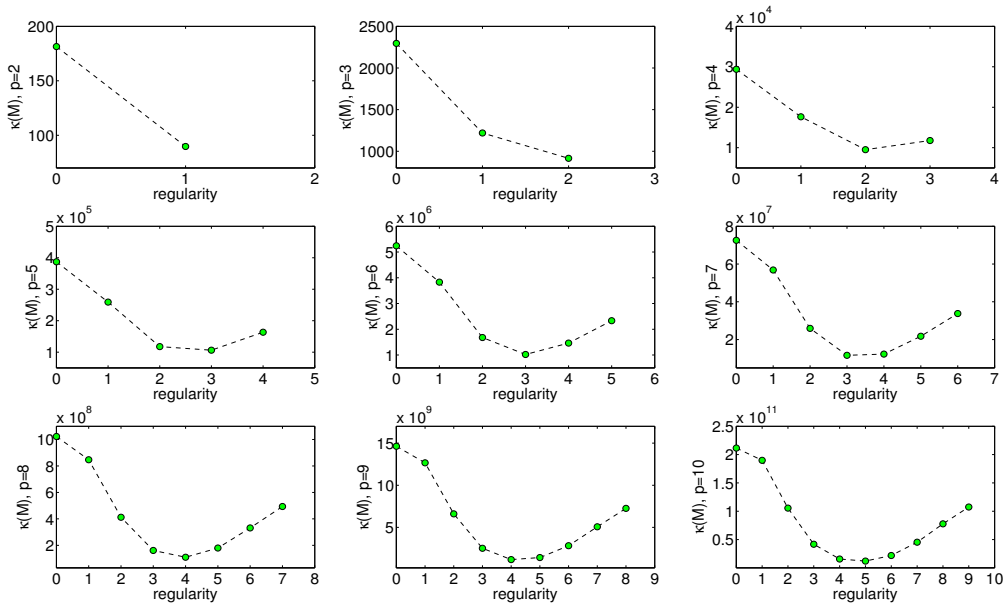 200
150
100
κ(M), p=2
0 1 2
regularity
2500
2000
1500
1000
κ(M), p=3
0 1 2 3
regularity
x 10^4
4
3
2
1
κ(M), p=4
0 1 2 3 4
regularity
x 10^5
5
4
3
2
1
κ(M), p=5
0 1 2 3 4 5
regularity
x 10^6
6
5
4
3
2
1
κ(M), p=6
0 1 2 3 4 5 6
regularity
x 10^7
8
6
4
2
κ(M), p=7
0 1 2 3 4 5 6 7
regularity
x 10^8
10
8
6
4
2
κ(M), p=8
0 1 2 3 4 5 6 7 8
regularity
x 10^9
15
10
5
κ(M), p=9
0 1 2 3 4 5 6 7 8 9
regularity
x 10^11
2.5
2
1.5
1
0.5
κ(M), p=10
0 1 2 3 4 5 6 7 8 9 10
regularity